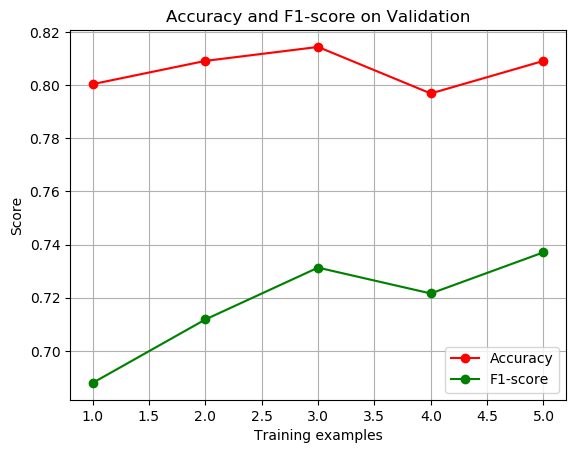 Accuracy and F1-score on Validation
0.82
0.80
0.78
0.76
0.74
0.72
0.70
Score
1.0 1.5 2.0 2.5 3.0 3.5 4.0 4.5 5.0
Training examples
Accuracy
F1-score